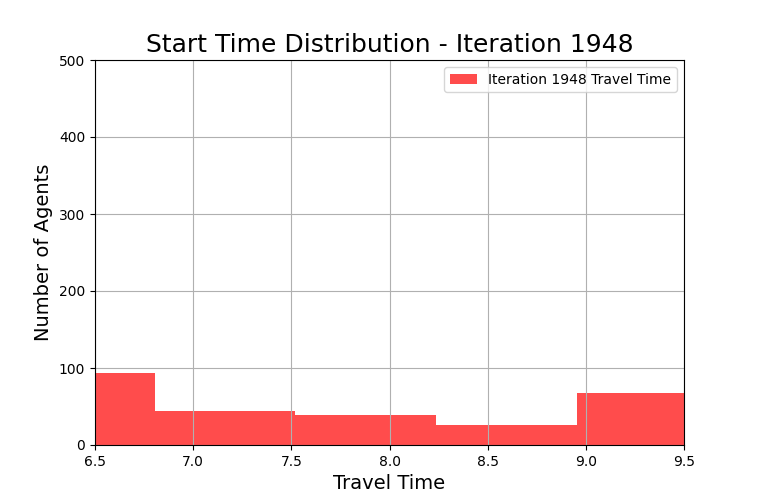 Start Time Distribution - Iteration 1948
Iteration 1948 Travel Time
Number of Agents
500
400
300
200
100
0
6.5 7.0 7.5 8.0 8.5 9.0 9.5
Travel Time